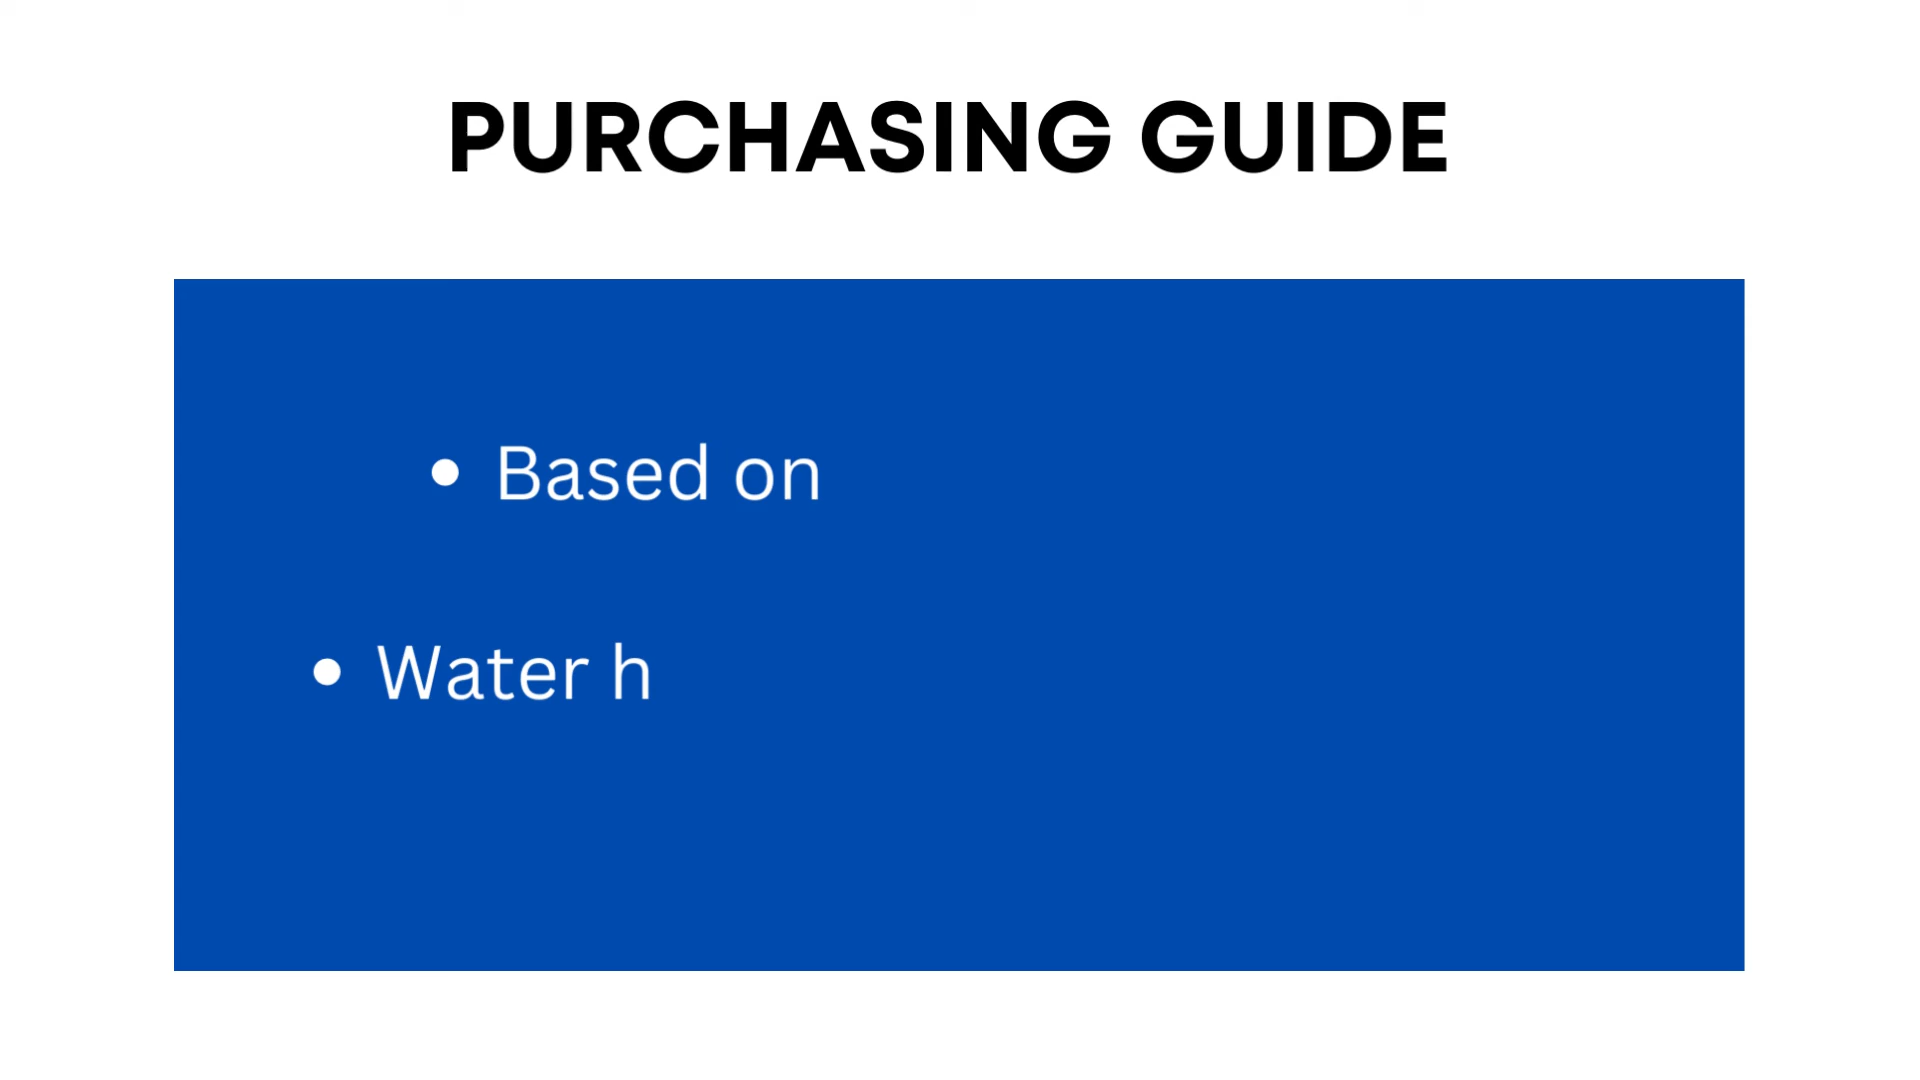 PURCHASING GUIDE
• Based on
• Water h